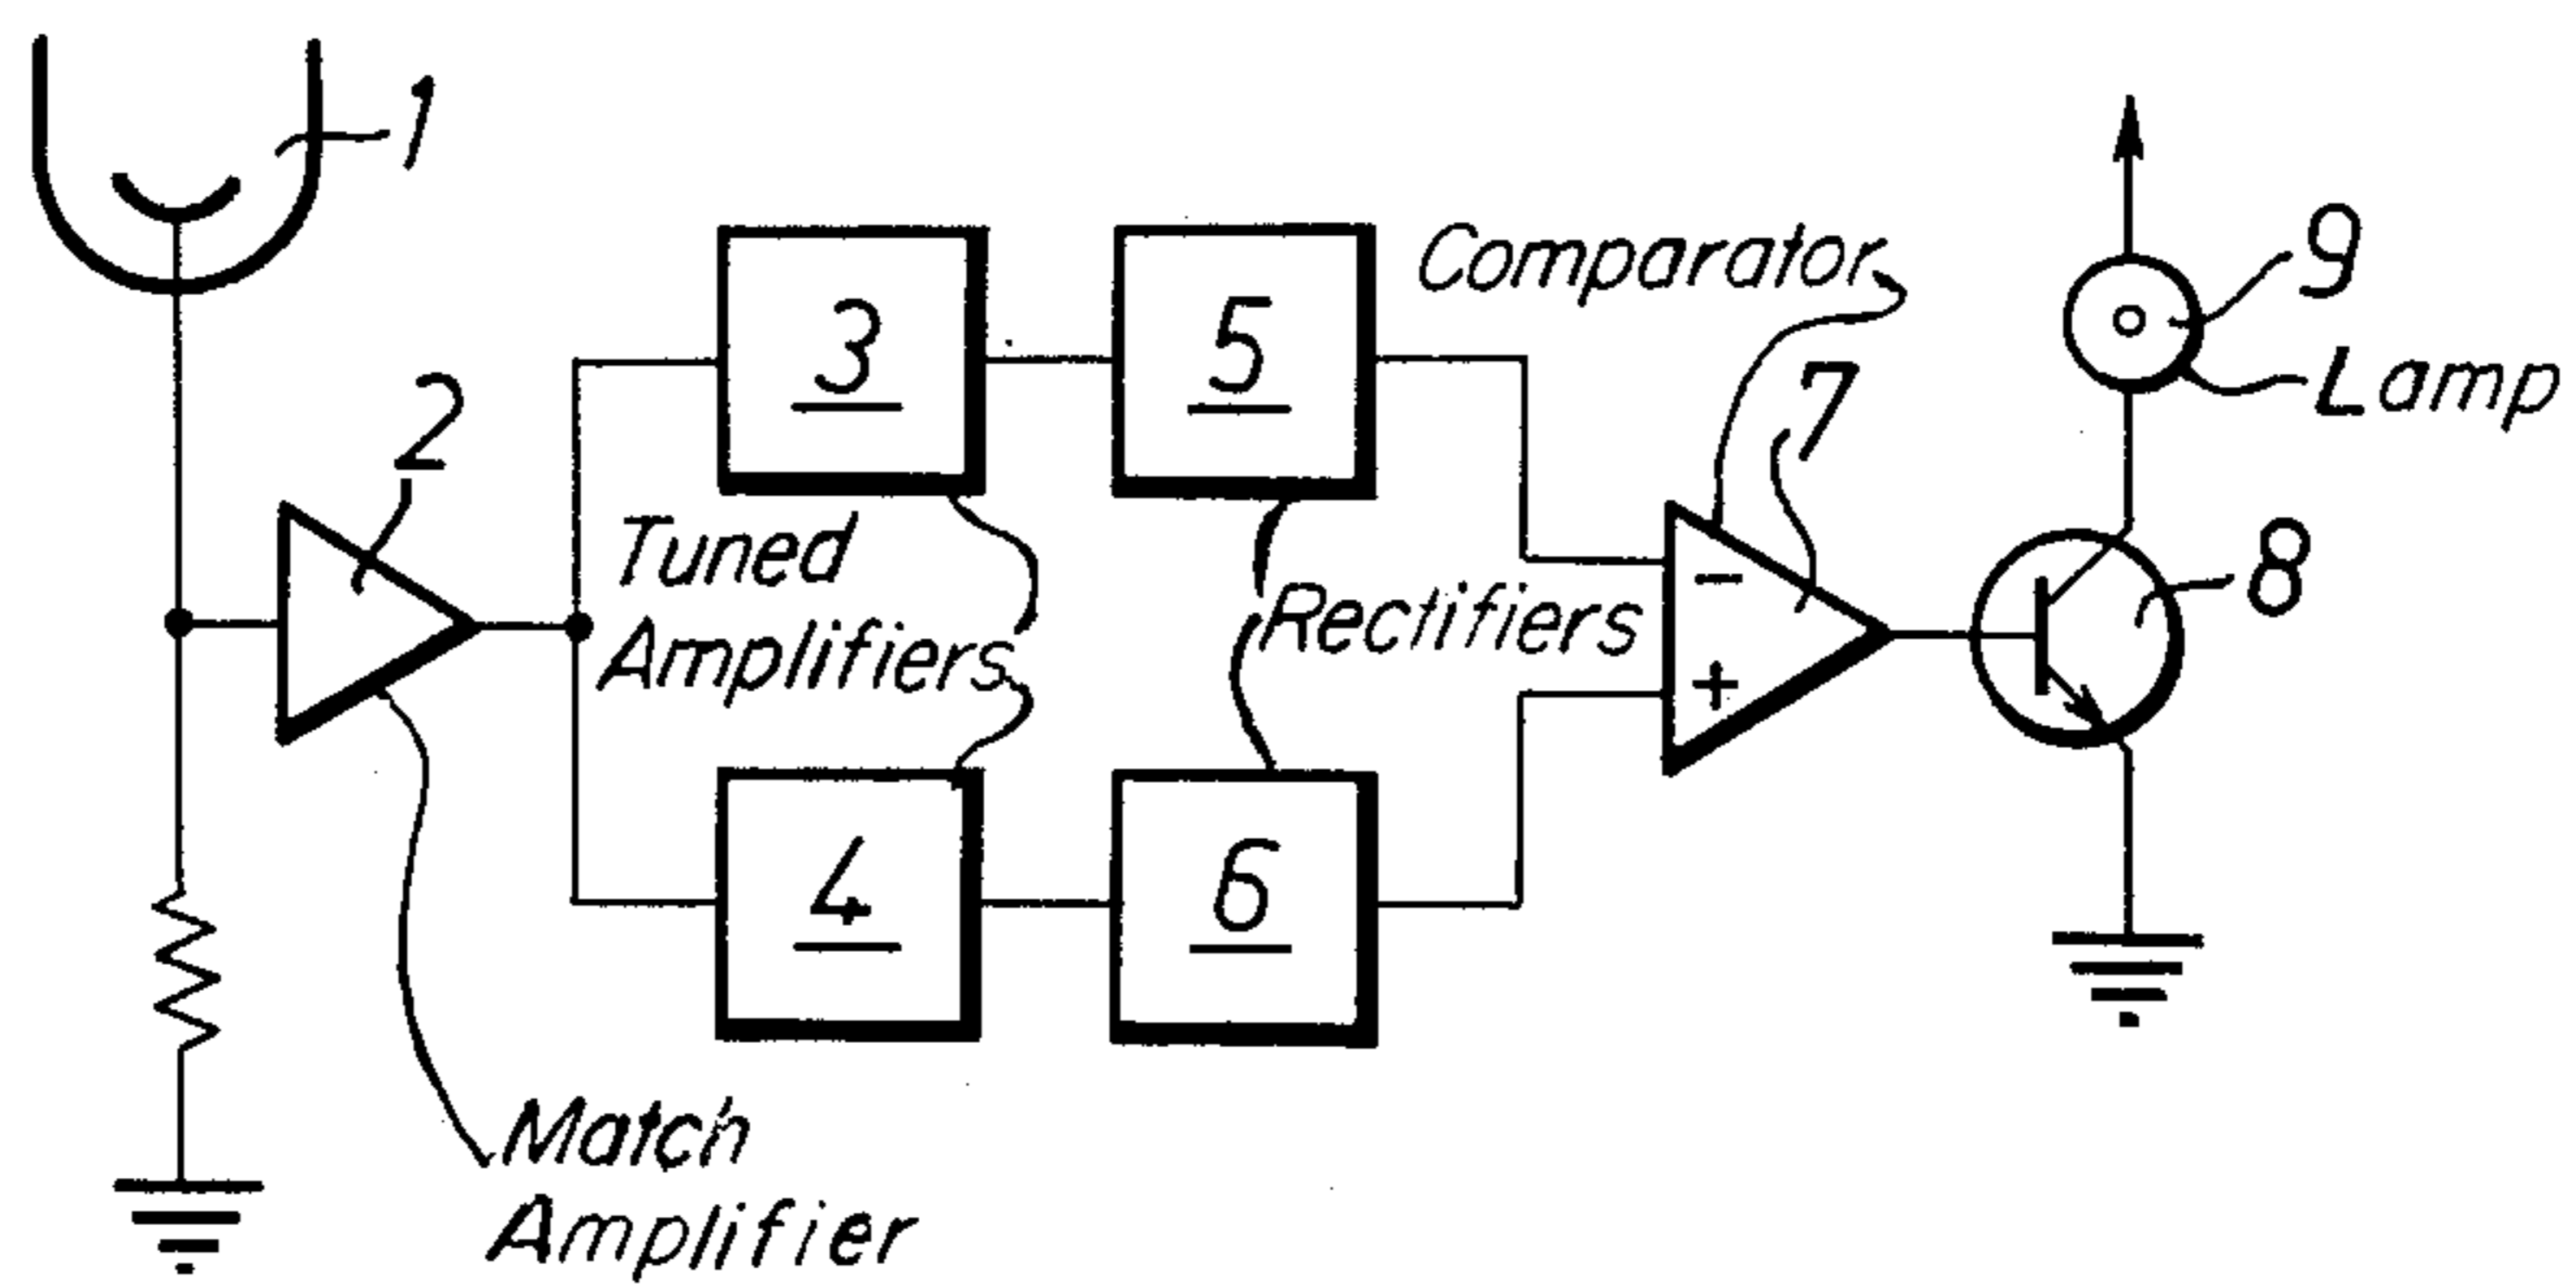 1
2
3
5
Comparator
9
Lamp
7
Tuned
Amplifiers
Rectifiers
-
+
8
4
6
Match
Amplifier